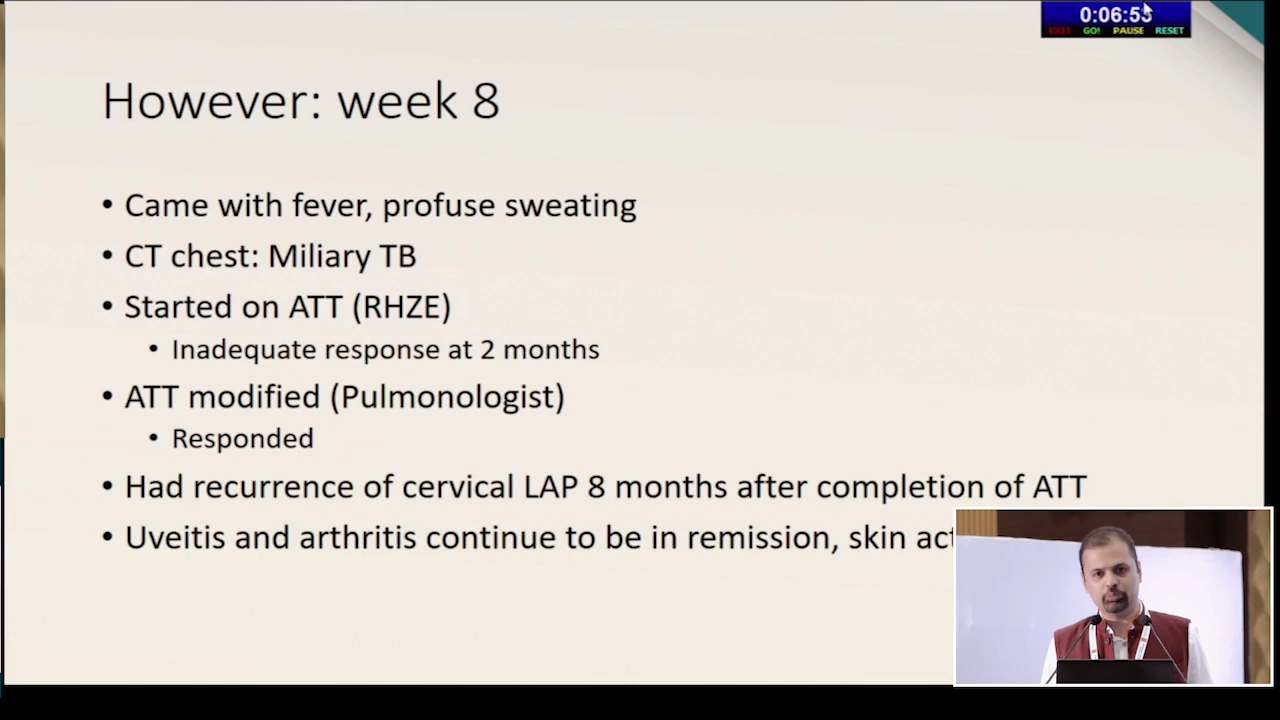 0:06:53
EXIT GO! PAUSE RESET
However: week 8
• Came with fever, profuse sweating
• CT chest: Miliary TB
• Started on ATT (RHZE)
• Inadequate response at 2 months
• ATT modified (Pulmonologist)
• Responded
• Had recurrence of cervical LAP 8 months after completion of ATT
• Uveitis and arthritis continue to be in remission, skin